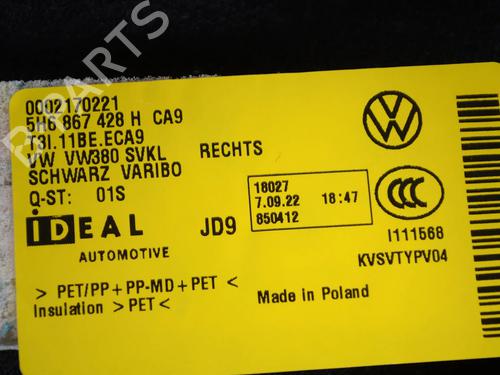 0002170221
5H6 867 428 H CA9
T3I.11BE.ECA9
VW VW380 SVKL RECHTS
SCHWARZ VARIBO
Q-ST: 01S
18027
7.09.22 18:47
850412
iDEAL
AUTOMOTIVE
JD9
I111568
KVSVTYPV04
> PET/PP+PP-MD+PET <
Insulation >PET<
Made in Poland
B-PARTS